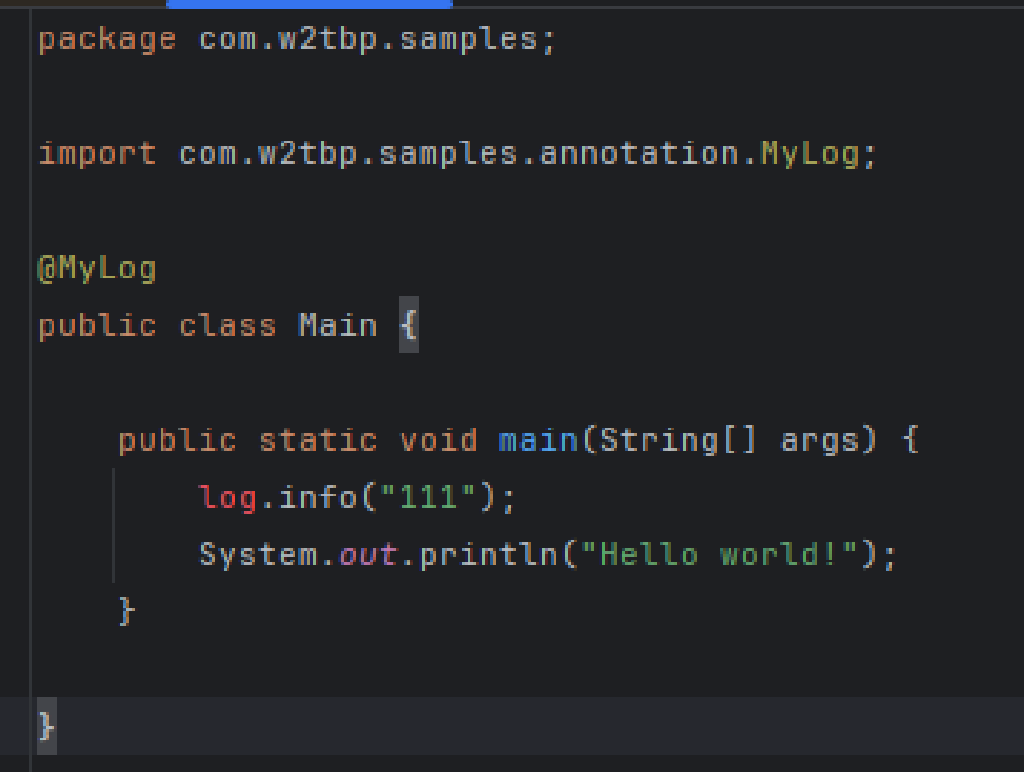 package com.w2tbp.samples;
import com.w2tbp.samples.annotation.MyLog;
@MyLog
public class Main {
public static void main(String[] args) {
log.info("111");
System.out.println("Hello world!");
}
}